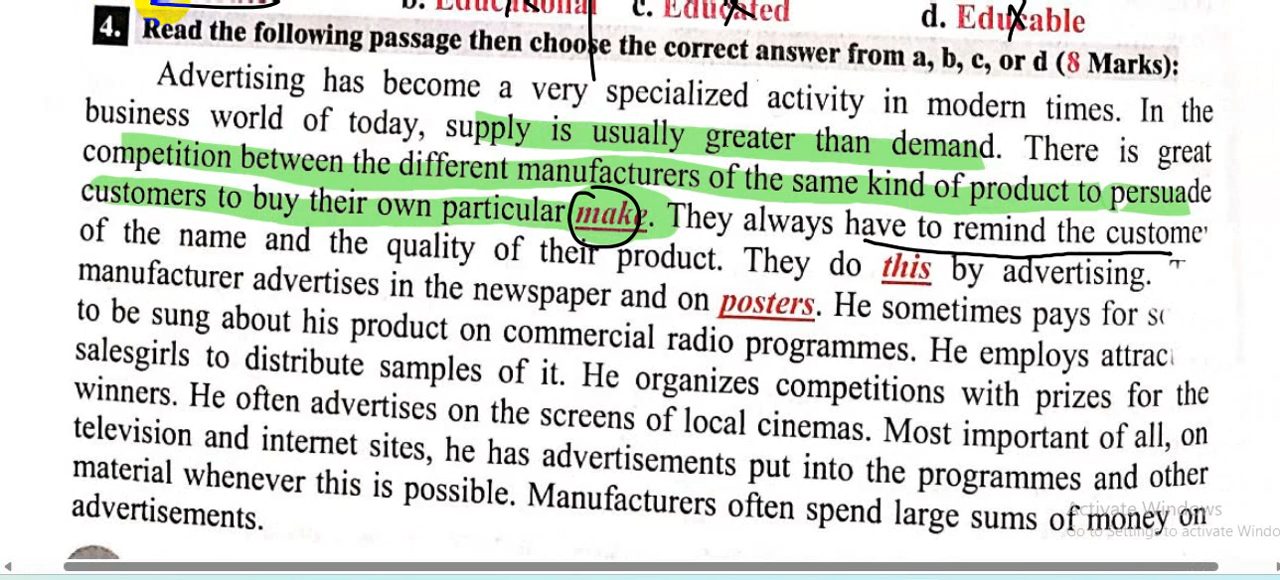 c. Educated
d. Educable
4. Read the following passage then choose the correct answer from a, b, c, or d (8 Marks):
Advertising has become a very specialized activity in modern times. In the
business world of today, supply is usually greater than demand. There is great
competition between the different manufacturers of the same kind of product to persuade
customers to buy their own particular make. They always have to remind the custome
of the name and the quality of their product. They do this by advertising.
manufacturer advertises in the newspaper and on posters. He sometimes pays for
to be sung about his product on commercial radio programmes. He employs attrac
salesgirls to distribute samples of it. He organizes competitions with prizes for the
winners. He often advertises on the screens of local cinemas. Most important of all, on
television and internet sites, he has advertisements put into the programmes and other
material whenever this is possible. Manufacturers often spend large sums of money on
advertisements.
Activate Windows
Go to Settings to activate Windo